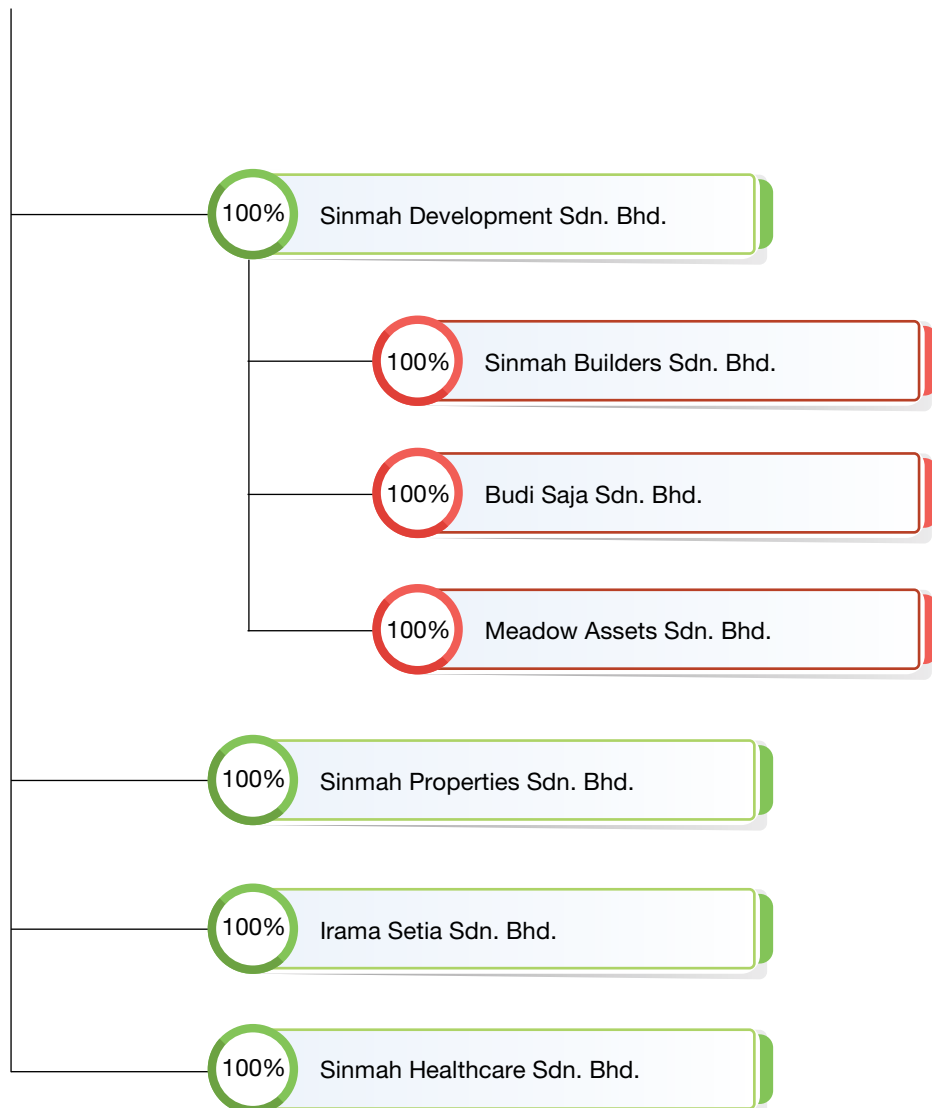 100% Sinmah Development Sdn. Bhd.
100% Sinmah Builders Sdn. Bhd.
100% Budi Saja Sdn. Bhd.
100% Meadow Assets Sdn. Bhd.
100% Sinmah Properties Sdn. Bhd.
100% Irama Setia Sdn. Bhd.
100% Sinmah Healthcare Sdn. Bhd.